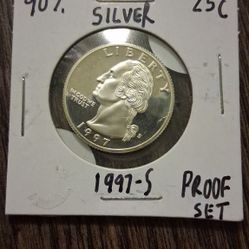 90%
SILVER
25¢
LIBERTY
IN GOD WE
TRUST
S
1997
1997-S
PROOF
SET